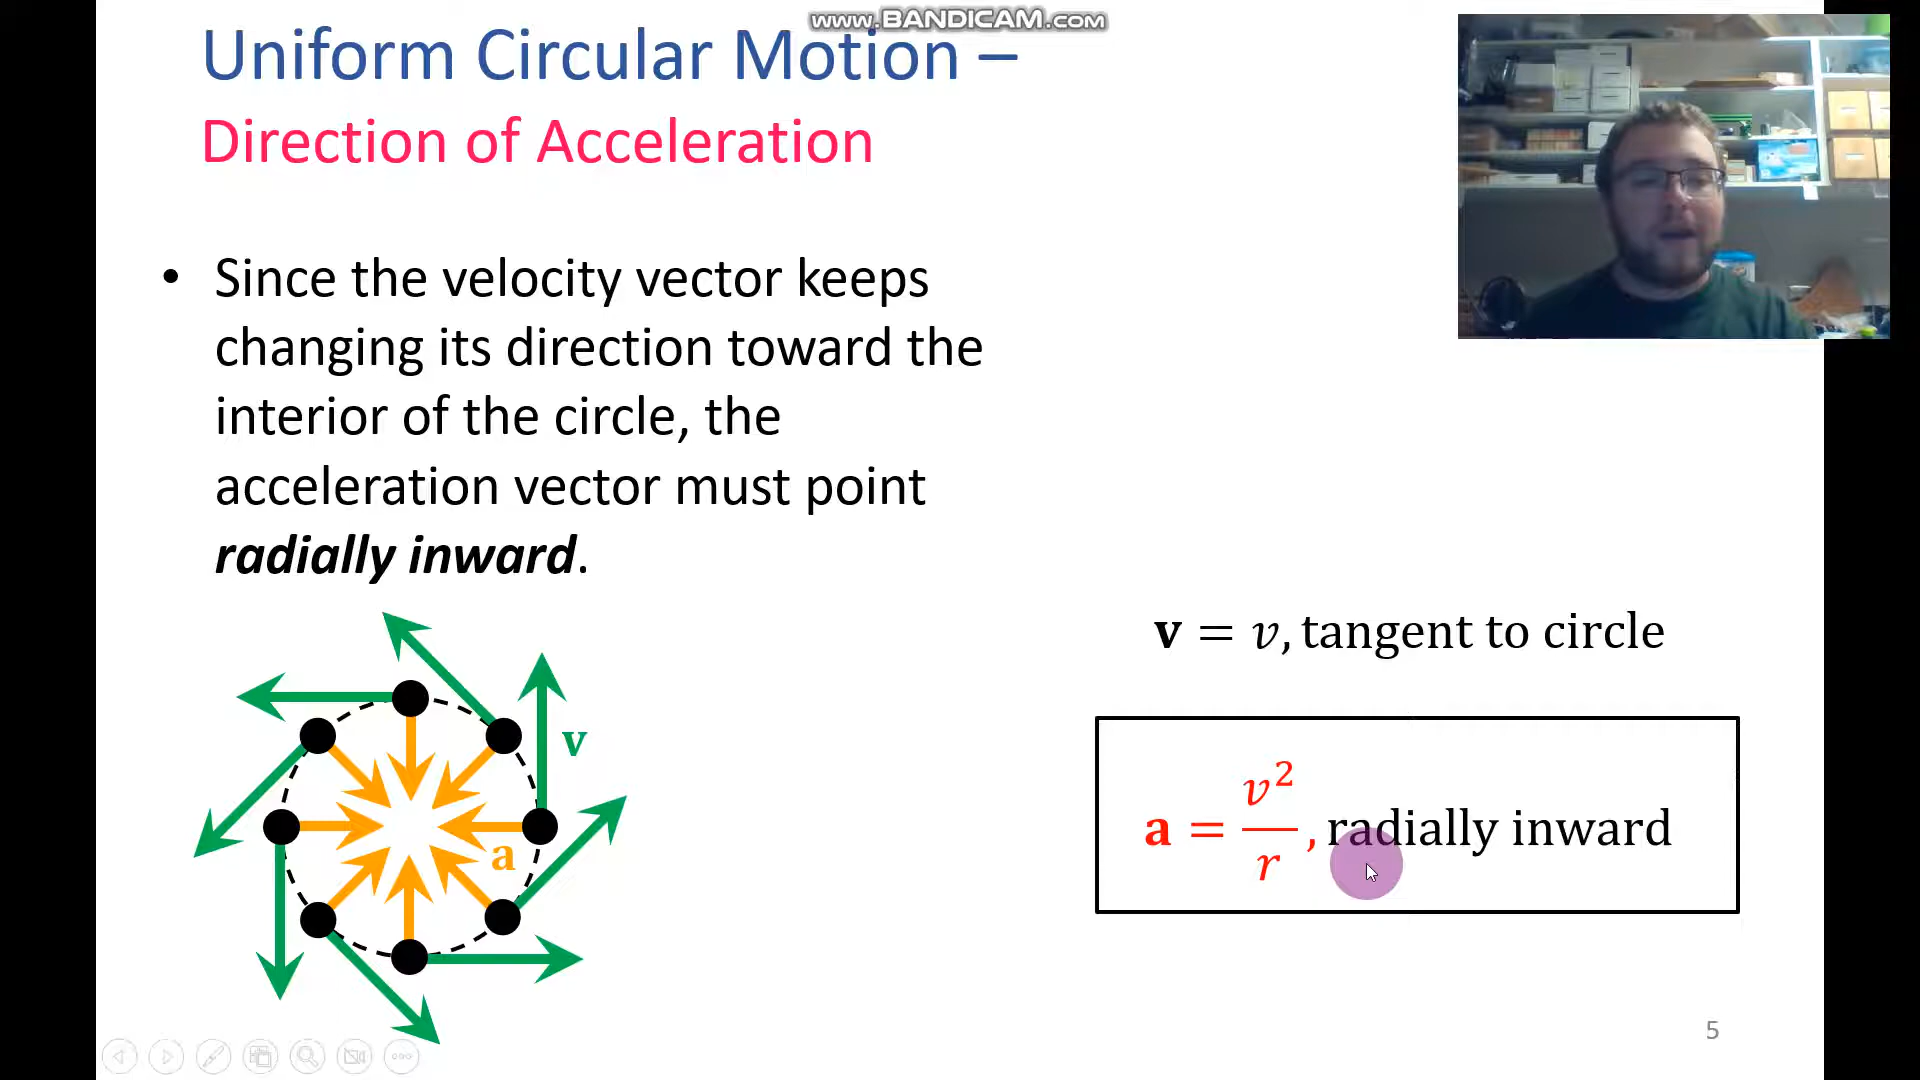 www.BANDICAM.com
Uniform Circular Motion –
Direction of Acceleration
• Since the velocity vector keeps
changing its direction toward the
interior of the circle, the
acceleration vector must point
radially inward.
v = v, tangent to circle
v
a = v²/r, radially inward
a
5